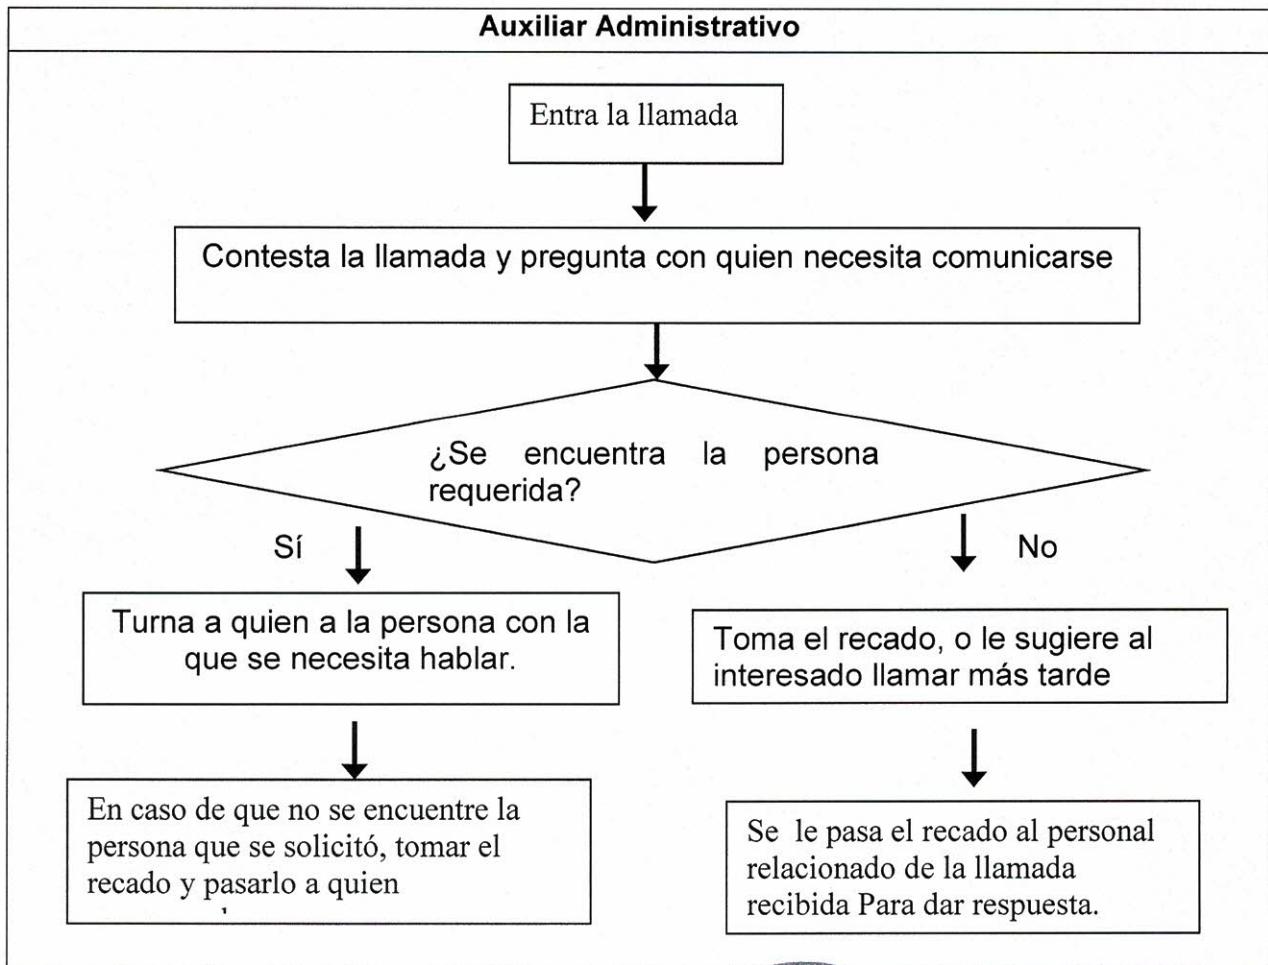 Auxiliar Administrativo
Entra la llamada
Contesta la llamada y pregunta con quien necesita comunicarse
¿Se encuentra la persona
requerida?
Sí
No
Turna a quien a la persona con la
que se necesita hablar.
Toma el recado, o le sugiere al
interesado llamar más tarde
En caso de que no se encuentre la
persona que se solicitó, tomar el
recado y pasarlo a quien
Se le pasa el recado al personal
relacionado de la llamada
recibida Para dar respuesta.